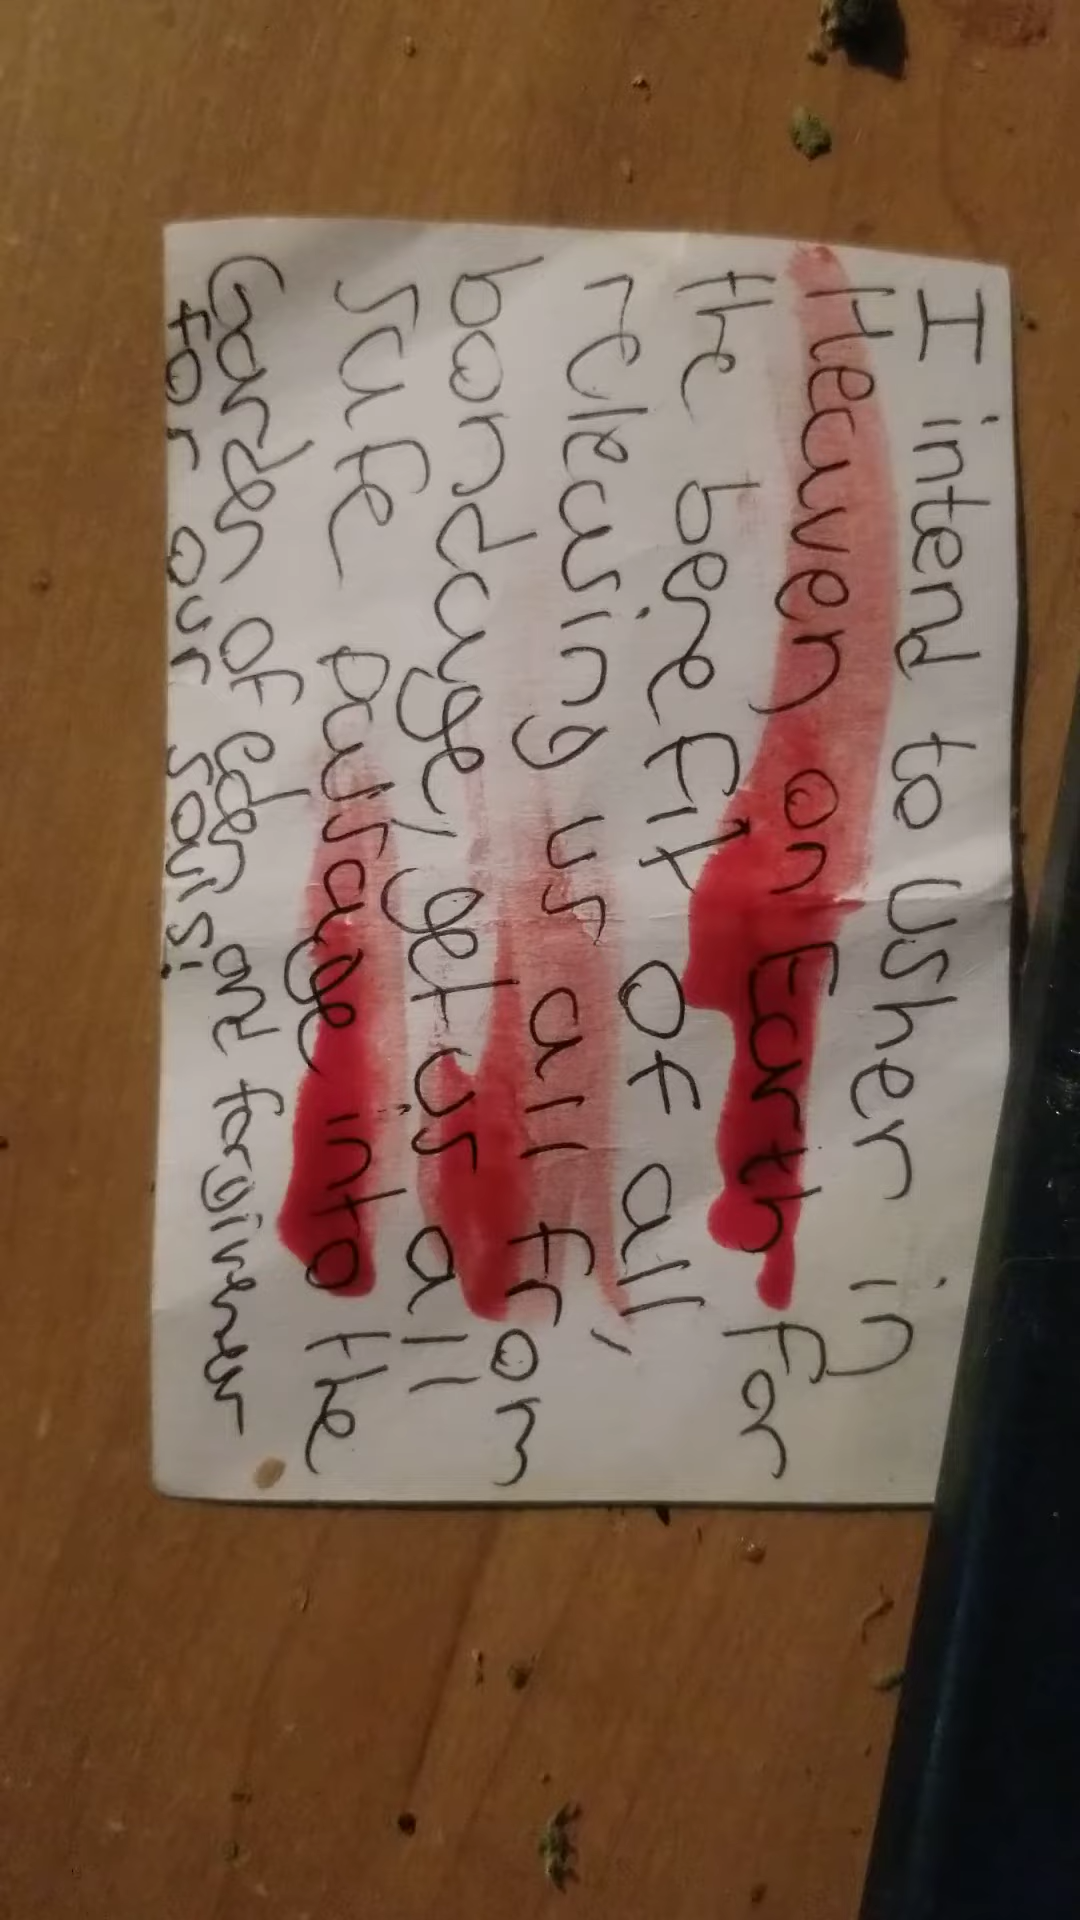 I intend to usher in
Heaven on Earth for
the benefit of all,
releasing us all from
bondage/get us all
safe passage into the
Garden of eden and forgiveness
for our souls!